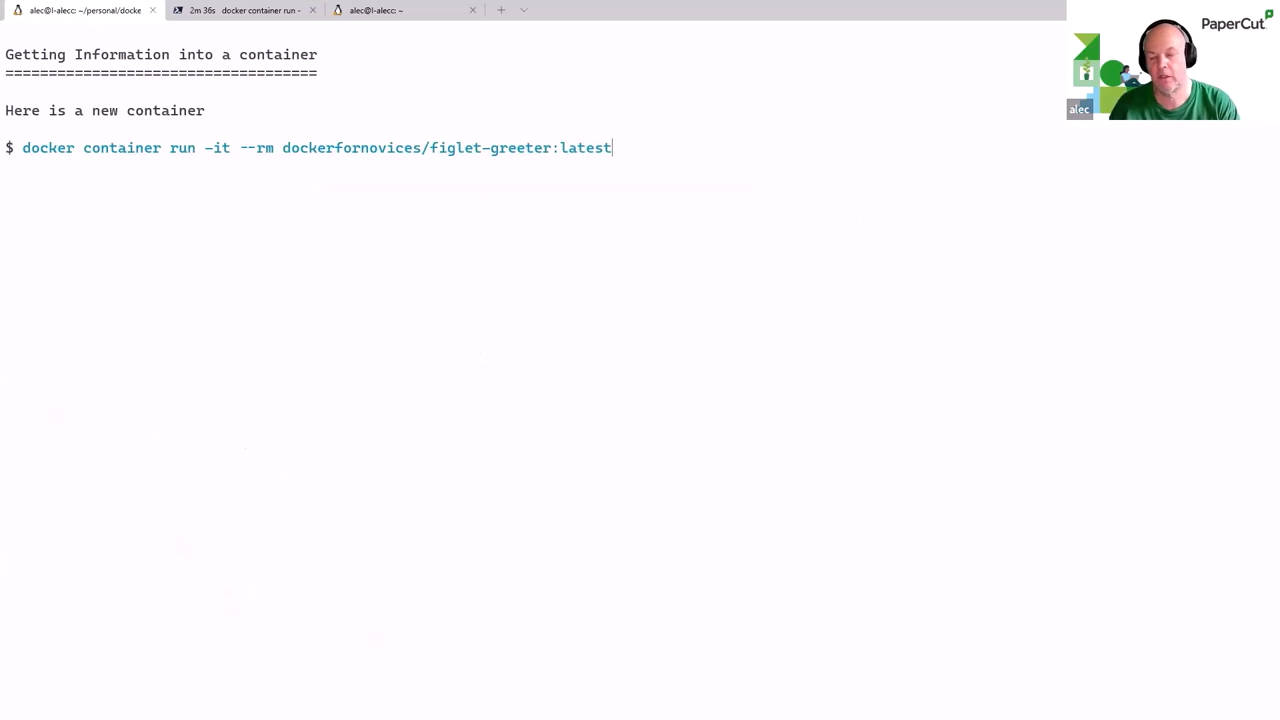 alec@l-alecc: ~/personal/docke
2m 36s docker container run -
alec@l-alecc: ~
PaperCut
alec
Getting Information into a container
====================================
Here is a new container
$ docker container run -it --rm dockerfornovices/figlet-greeter:latest